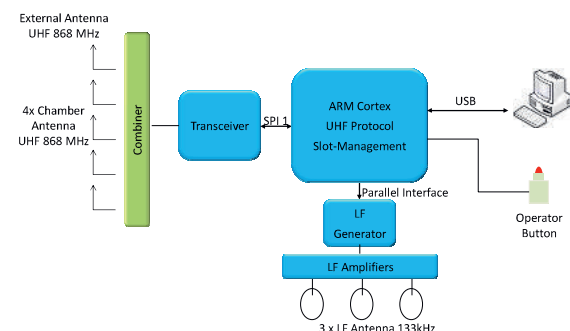 External Antenna
UHF 868 MHz
4x Chamber
Antenna
UHF 868 MHz
Combiner
Transceiver
SPI 1
ARM Cortex
UHF Protocol
Slot-Management
USB
Parallel Interface
LF
Generator
LF Amplifiers
3 x LF Antenna 133kHz
Operator
Button